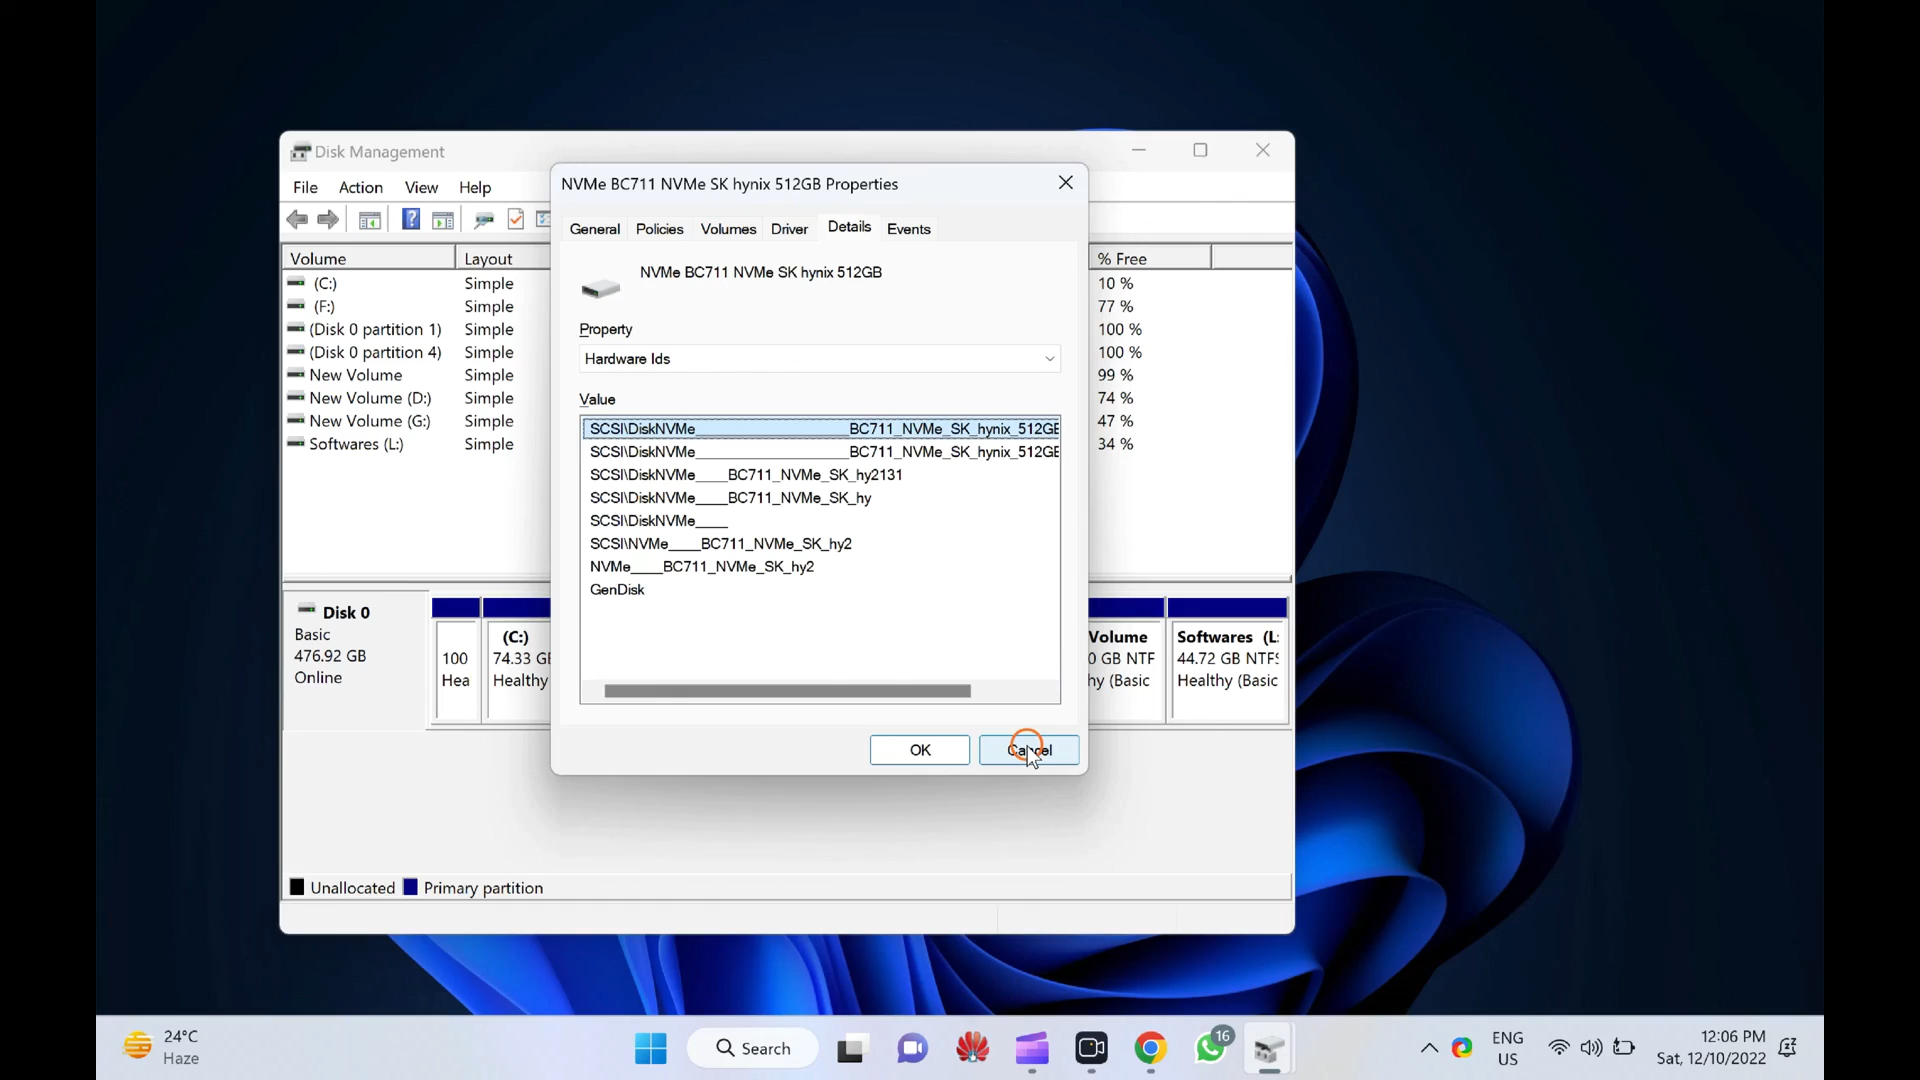 Disk Management
File Action View Help
Volume Layout % Free
(C:) Simple 10 %
(F:) Simple 77 %
(Disk 0 partition 1) Simple 100 %
(Disk 0 partition 4) Simple 100 %
New Volume Simple 99 %
New Volume (D:) Simple 74 %
New Volume (G:) Simple 47 %
Softwares (L:) Simple 34 %
NVMe BC711 NVMe SK hynix 512GB Properties
General Policies Volumes Driver Details Events
NVMe BC711 NVMe SK hynix 512GB
Property
Hardware Ids
Value
SCSI\DiskNVMe____________________BC711_NVMe_SK_hynix_512GB
SCSI\DiskNVMe____________________BC711_NVMe_SK_hynix_512GB
SCSI\DiskNVMe____BC711_NVMe_SK_hy2131
SCSI\DiskNVMe____BC711_NVMe_SK_hy
SCSI\DiskNVMe____
SCSI\NVMe____BC711_NVMe_SK_hy2
NVMe____BC711_NVMe_SK_hy2
GenDisk
OK Cancel
Disk 0
Basic
476.92 GB
Online
100
Hea
(C:)
74.33 GE
Healthy
Volume
0 GB NTF
hy (Basic
Softwares (L:
44.72 GB NTFS
Healthy (Basic
Unallocated Primary partition
24°C
Haze
Search
16
ENG
US
12:06 PM
Sat, 12/10/2022